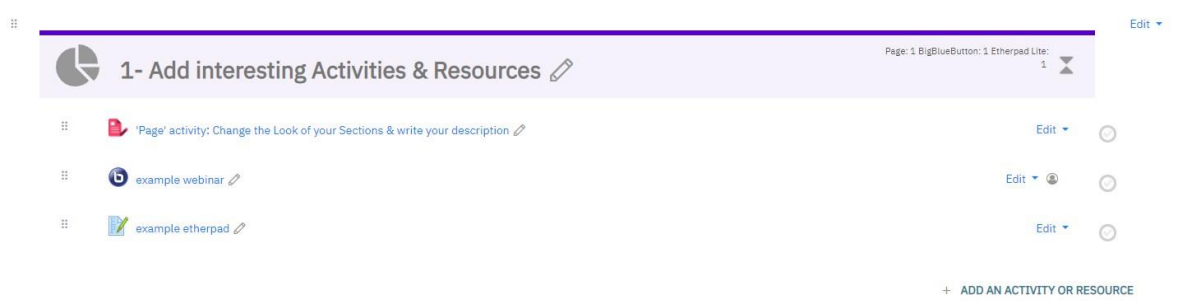 Edit
1- Add interesting Activities & Resources
Page: 1 BigBlueButton: 1 Etherpad Lite:
1
'Page' activity: Change the Look of your Sections & write your description
Edit
b
example webinar
Edit
example etherpad
Edit
+ ADD AN ACTIVITY OR RESOURCE